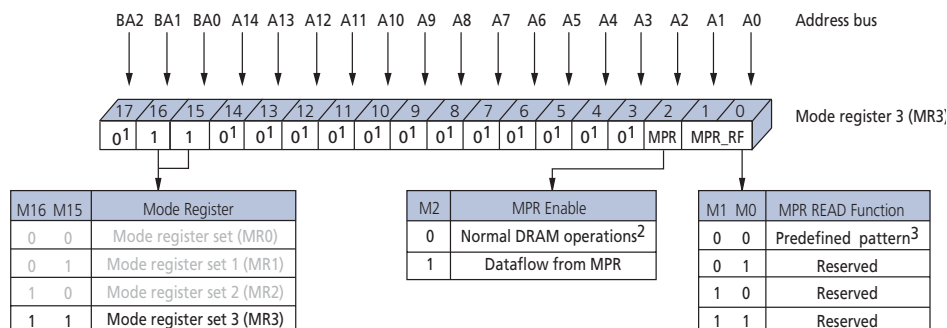 BA2 BA1 BA0 A14 A13 A12 A11 A10 A9 A8 A7 A6 A5 A4 A3 A2 A1 A0 Address bus
17 16 15 14 13 12 11 10 9 8 7 6 5 4 3 2 1 0
Mode register 3 (MR3)
0¹ 1 1 0¹ 0¹ 0¹ 0¹ 0¹ 0¹ 0¹ 0¹ 0¹ 0¹ 0¹ 0¹ MPR MPR_RF
M16 M15 Mode Register
0 0 Mode register set (MR0)
0 1 Mode register set 1 (MR1)
1 0 Mode register set 2 (MR2)
1 1 Mode register set 3 (MR3)
M2 MPR Enable
0 Normal DRAM operations²
1 Dataflow from MPR
M1 M0 MPR READ Function
0 0 Predefined pattern³
0 1 Reserved
1 0 Reserved
1 1 Reserved